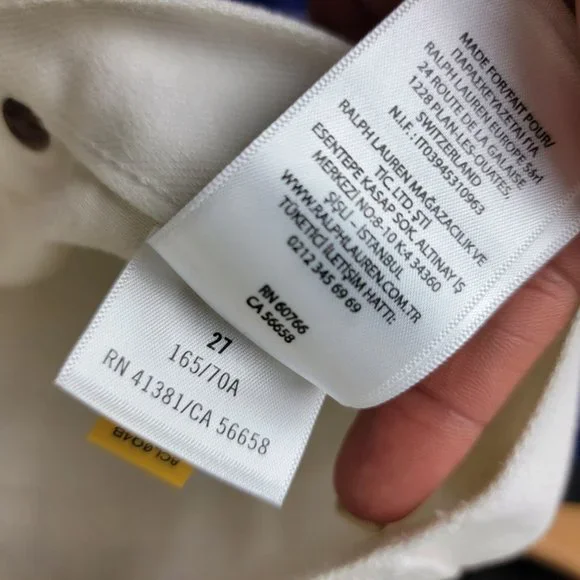 MADE FOR/FAIT POUR/
ΠΑΡΑΣΚΕΥΑΖΕΤΑΙ ΓΙΑ
RALPH LAUREN EUROPE Sàrl
24 ROUTE DE LA GALAISE
1228 PLAN-LES-OUATES,
SWITZERLAND
N.I.F.: IT03945310963
RALPH LAUREN MAĞAZACILIK VE
TİC. LTD. ŞTİ
ESENTEPE KASAP SOK. ALTINAY İŞ
MERKEZİ NO:5-10 K:4 34360
ŞİŞLİ - İSTANBUL
WWW.RALPHLAUREN.COM.TR
TÜKETİCİ İLETİŞİM HATTI:
0212 345 69 69
RN 60766
CA 56658
27
165/70A
RN 41381/CA 56658